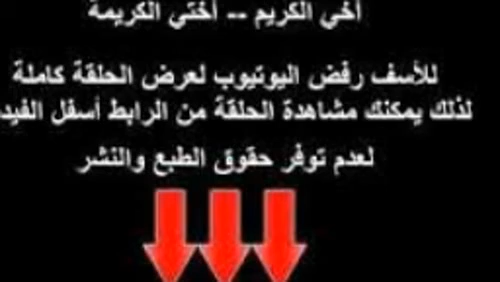 أخي الكريم -- أختي الكريمة
للأسف رفض اليوتيوب لعرض الحلقة كاملة
لذلك يمكنك مشاهدة الحلقة من الرابط أسفل الفيد
لعدم توفر حقوق الطبع والنشر